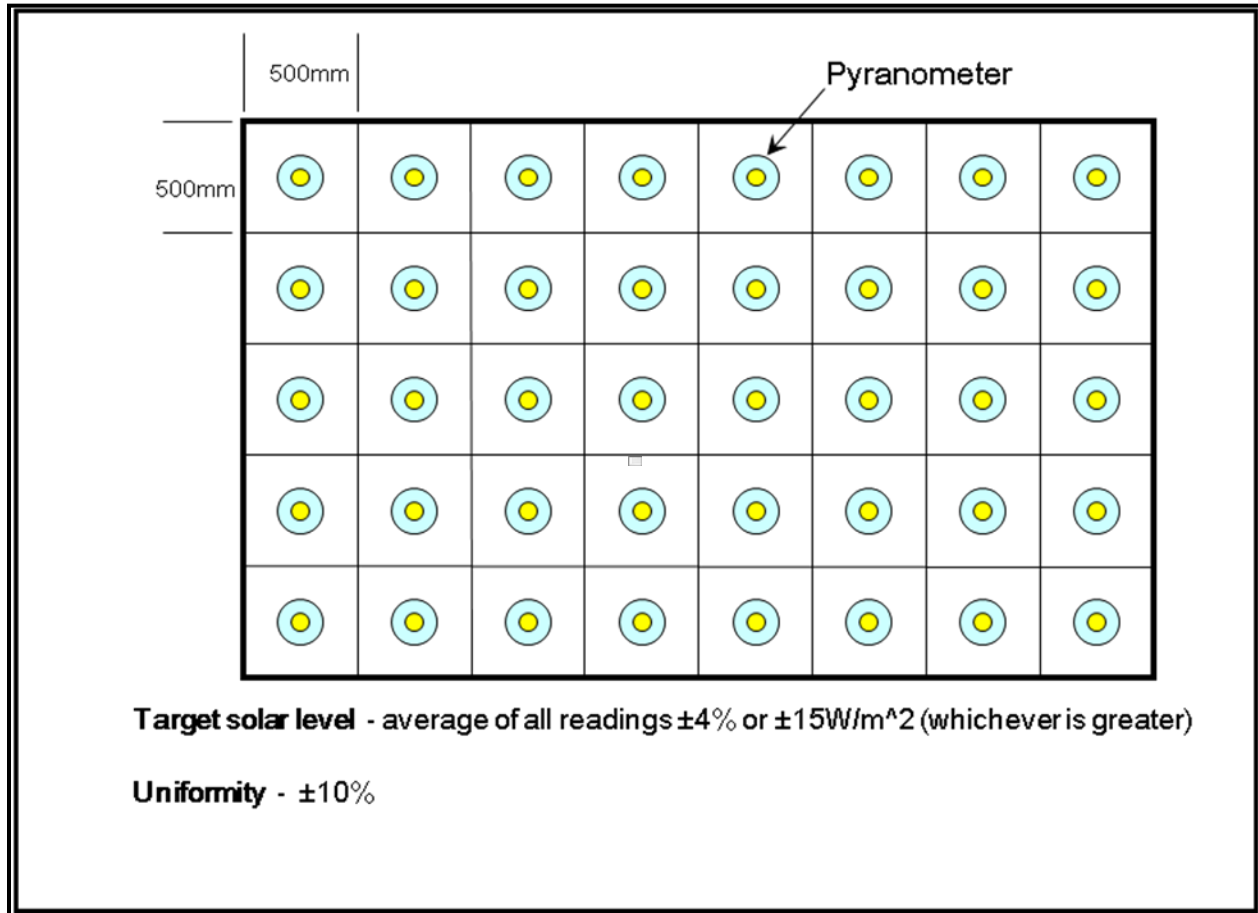 500mm
Pyranometer
500mm
Target solar level - average of all readings ±4% or ±15W/m^2 (whichever is greater)
Uniformity - ±10%